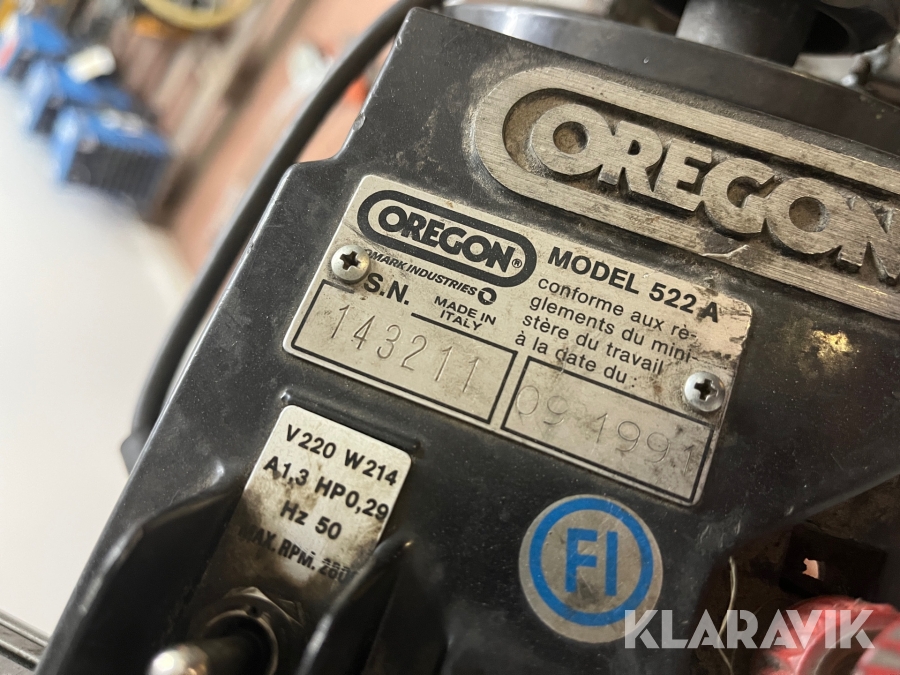 OREGON
OREGON®
OMARK INDUSTRIES
MADE IN
ITALY
S.N.
143211
MODEL 522 A
conforme aux rè-
glements du mini-
stère du travail
à la date du :
09 1991
V220 W214
A1,3 HP0,29
Hz 50
MAX. RPM.
FI
KLARAVIK